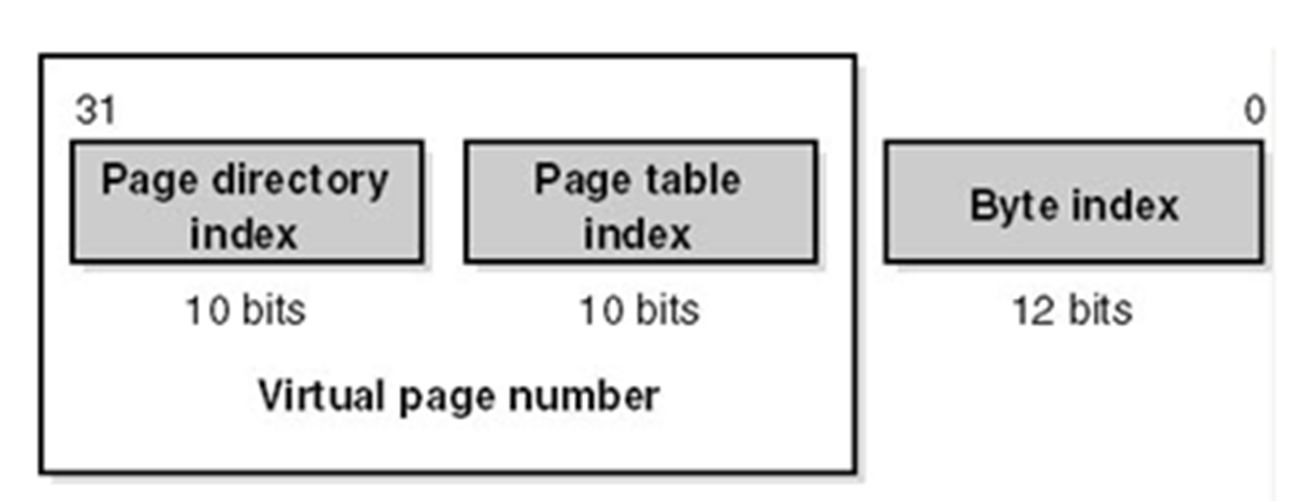 31
0
Page directory
index
Page table
index
Byte index
10 bits
10 bits
12 bits
Virtual page number